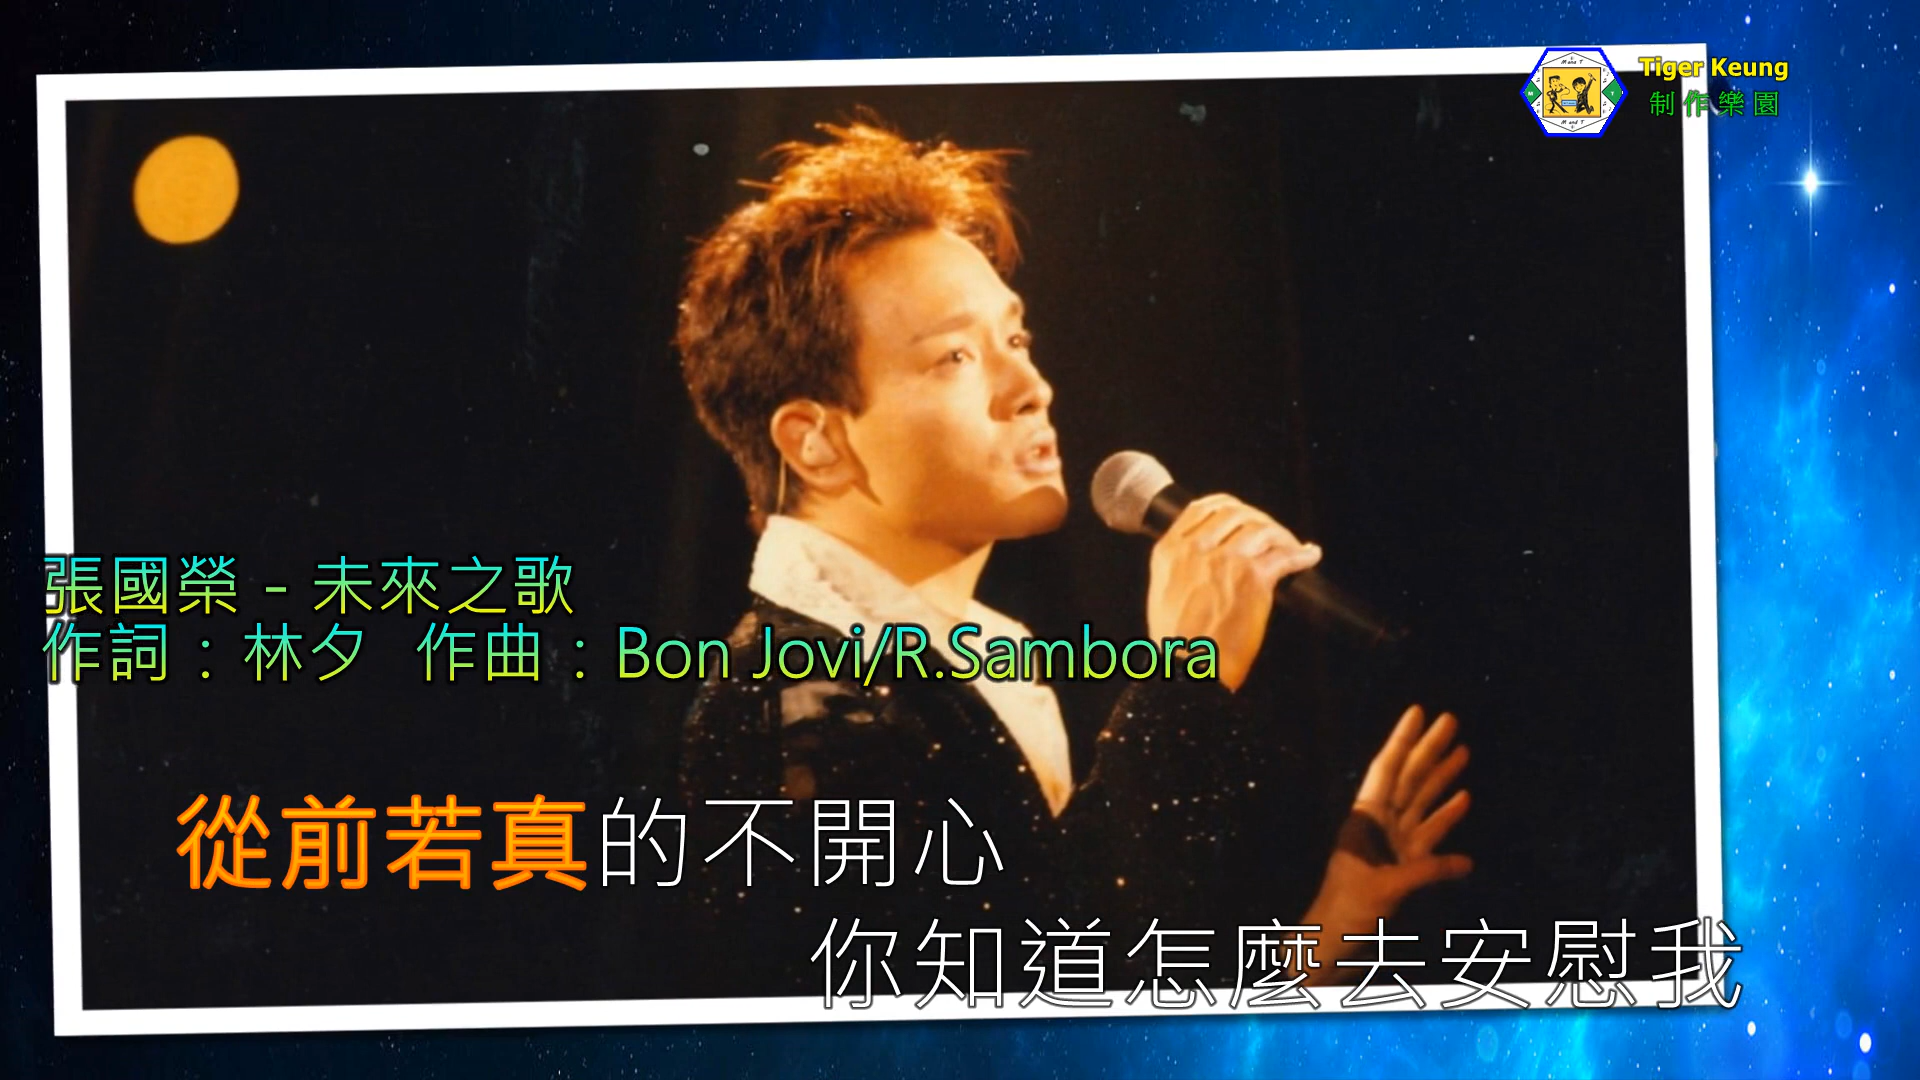 M and T
Tiger Keung
制作樂園
M and T
張國榮 - 未來之歌
作詞：林夕 作曲：Bon Jovi/R.Sambora
從前若真的不開心
你知道怎麼去安慰我